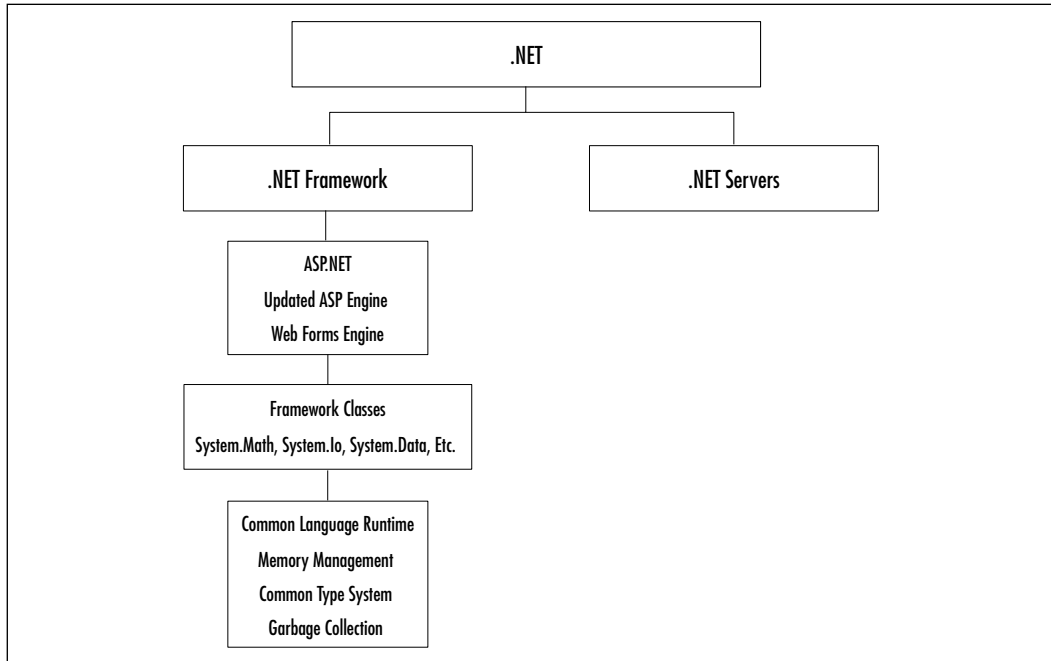 .NET
.NET Framework
.NET Servers
ASP.NET
Updated ASP Engine
Web Forms Engine
Framework Classes
System.Math, System.Io, System.Data, Etc.
Common Language Runtime
Memory Management
Common Type System
Garbage Collection